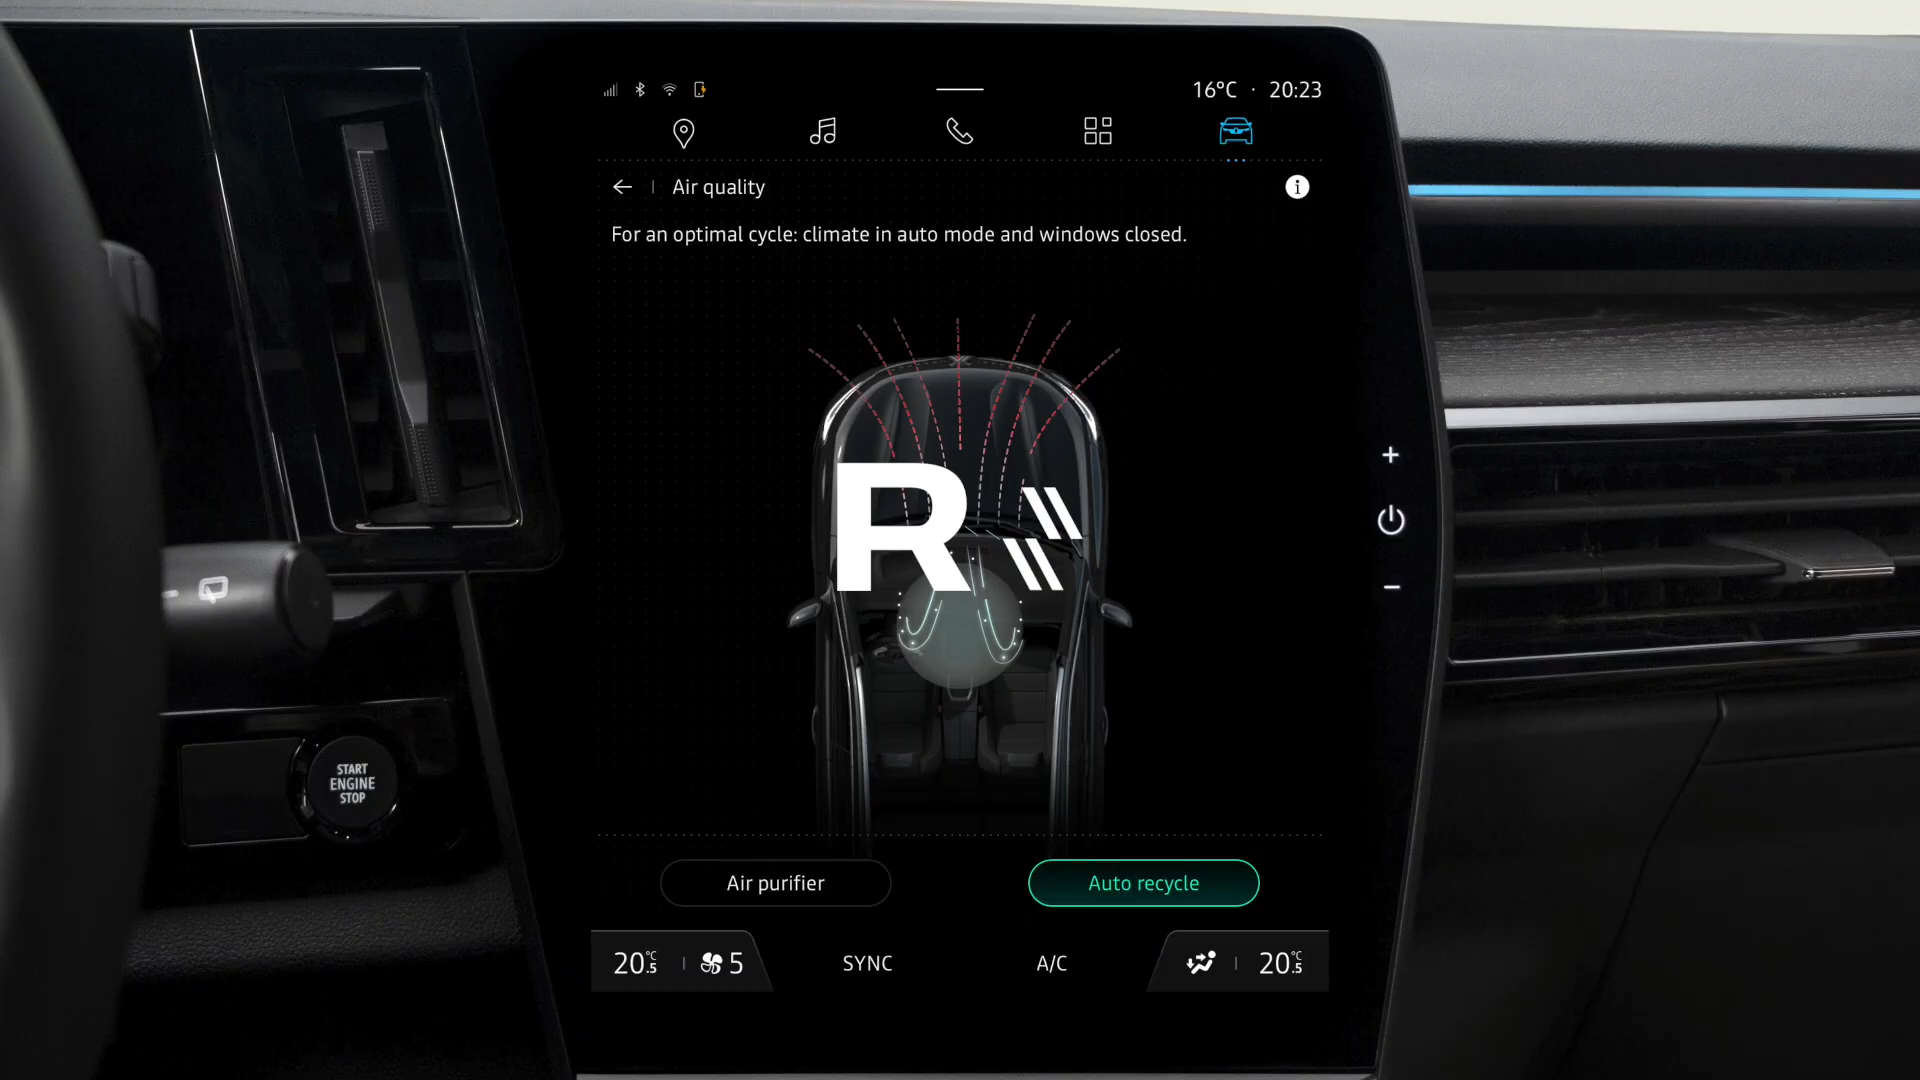 16°C · 20:23
Air quality
For an optimal cycle: climate in auto mode and windows closed.
R
START
ENGINE
STOP
Air purifier
Auto recycle
20.5 °C
5
SYNC
A/C
20.5 °C